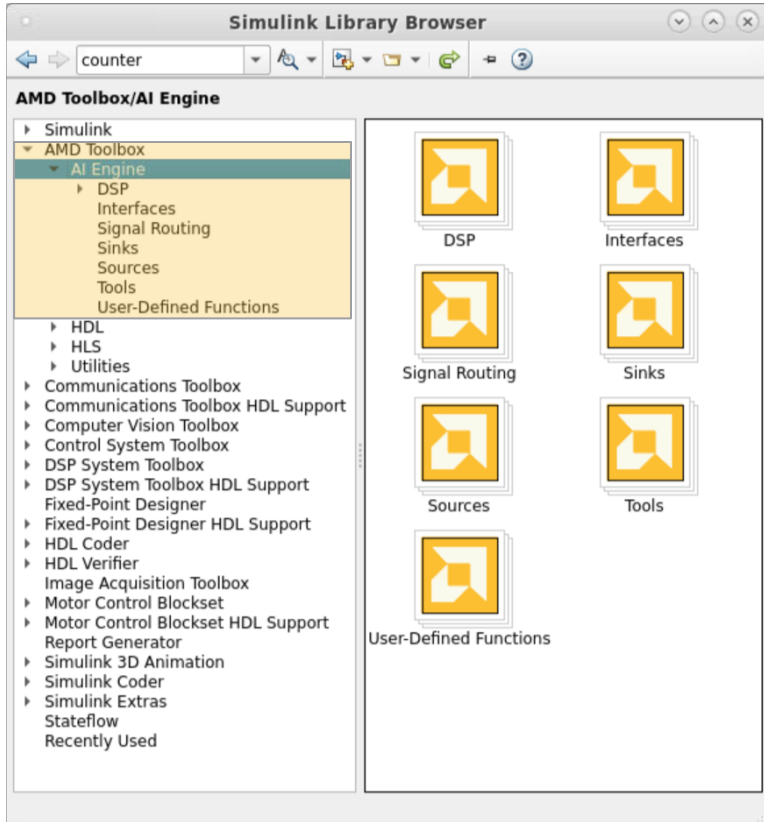 Simulink Library Browser
counter
AMD Toolbox/AI Engine
Simulink
AMD Toolbox
AI Engine
DSP
Interfaces
Signal Routing
Sinks
Sources
Tools
User-Defined Functions
HDL
HLS
Utilities
Communications Toolbox
Communications Toolbox HDL Support
Computer Vision Toolbox
Control System Toolbox
DSP System Toolbox
DSP System Toolbox HDL Support
Fixed-Point Designer
Fixed-Point Designer HDL Support
HDL Coder
HDL Verifier
Image Acquisition Toolbox
Motor Control Blockset
Motor Control Blockset HDL Support
Report Generator
Simulink 3D Animation
Simulink Coder
Simulink Extras
Stateflow
Recently Used
DSP
Interfaces
Signal Routing
Sinks
Sources
Tools
User-Defined Functions